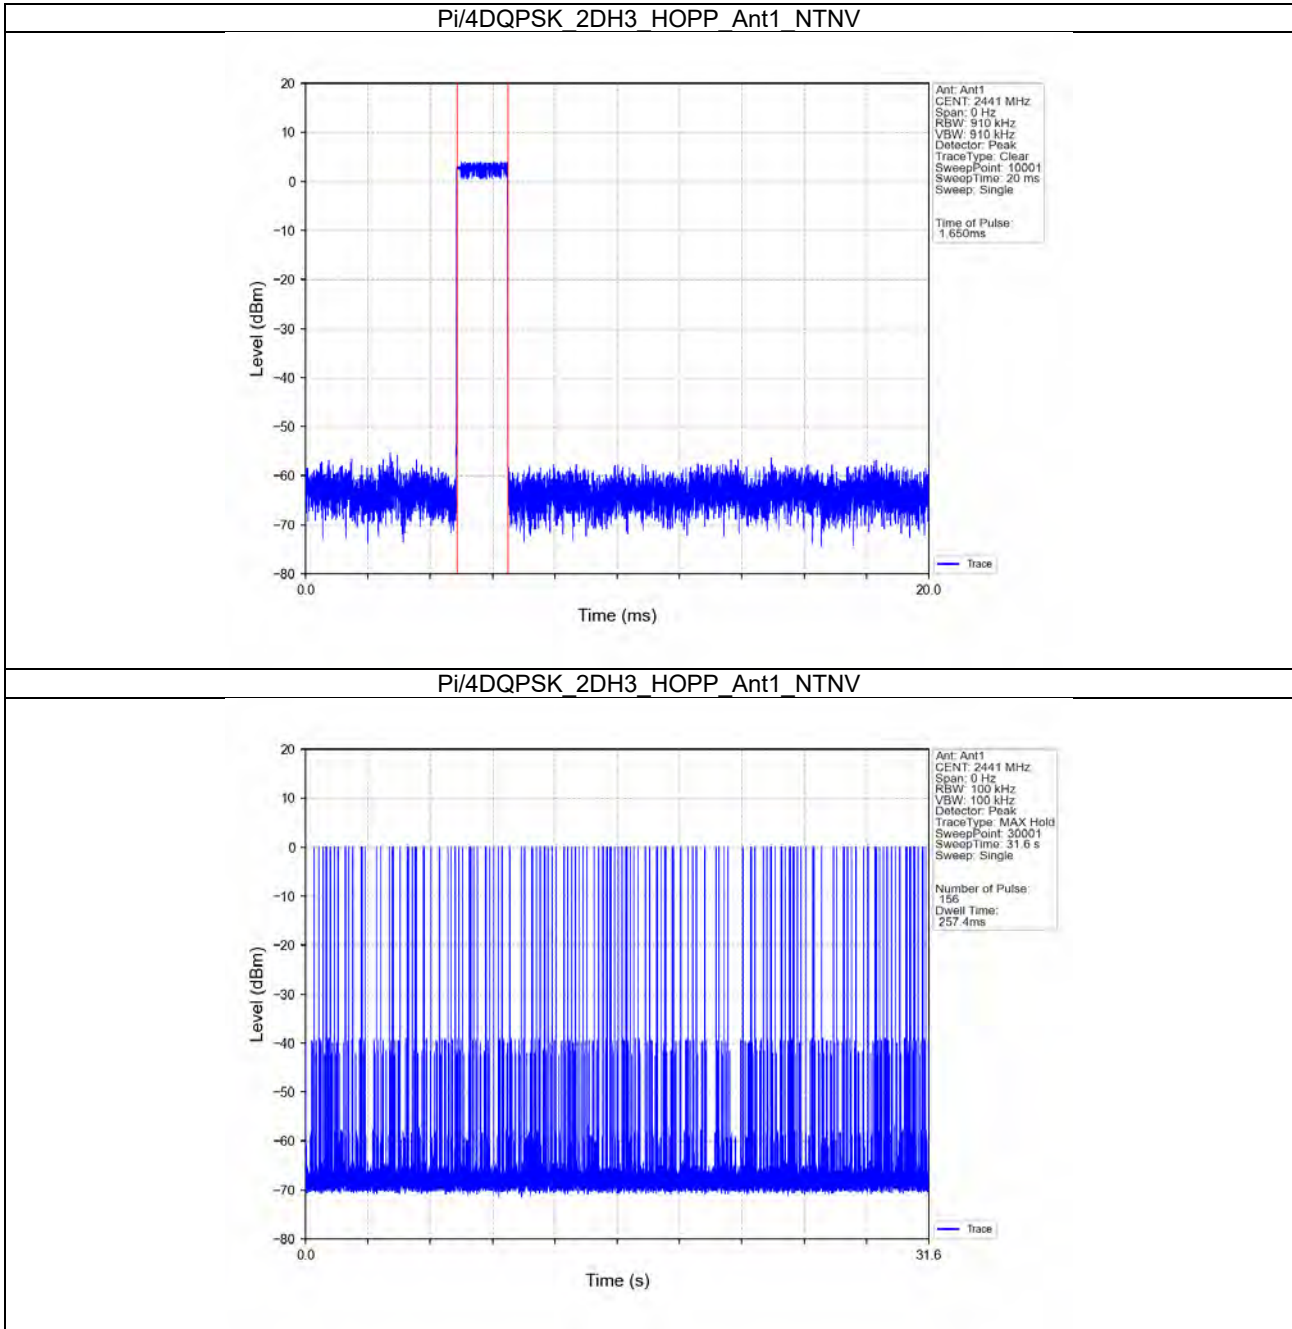 Pi/4DQPSK_2DH3_HOPP_Ant1_NTNV
20
10
0
−10
−20
−30
−40
−50
−60
−70
−80
Level (dBm)
0.0
20.0
Time (ms)
Ant: Ant1
CENT: 2441 MHz
Span: 0 Hz
RBW: 910 kHz
VBW: 910 kHz
Detector: Peak
TraceType: Clear
SweepPoint: 10001
SweepTime: 20 ms
Sweep: Single
Time of Pulse:
1.650ms
Trace
Pi/4DQPSK_2DH3_HOPP_Ant1_NTNV
20
10
0
−10
−20
−30
−40
−50
−60
−70
−80
Level (dBm)
0.0
31.6
Time (s)
Ant: Ant1
CENT: 2441 MHz
Span: 0 Hz
RBW: 100 kHz
VBW: 100 kHz
Detector: Peak
TraceType: MAX Hold
SweepPoint: 30001
SweepTime: 31.6 s
Sweep: Single
Number of Pulse:
156
Dwell Time:
257.4ms
Trace